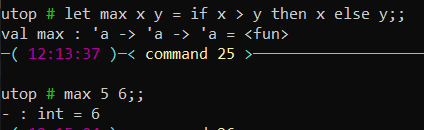 utop # let max x y = if x > y then x else y;;
val max : 'a -> 'a -> 'a = <fun>
─( 12:13:37 )─< command 25 >─
utop # max 5 6;;
- : int = 6